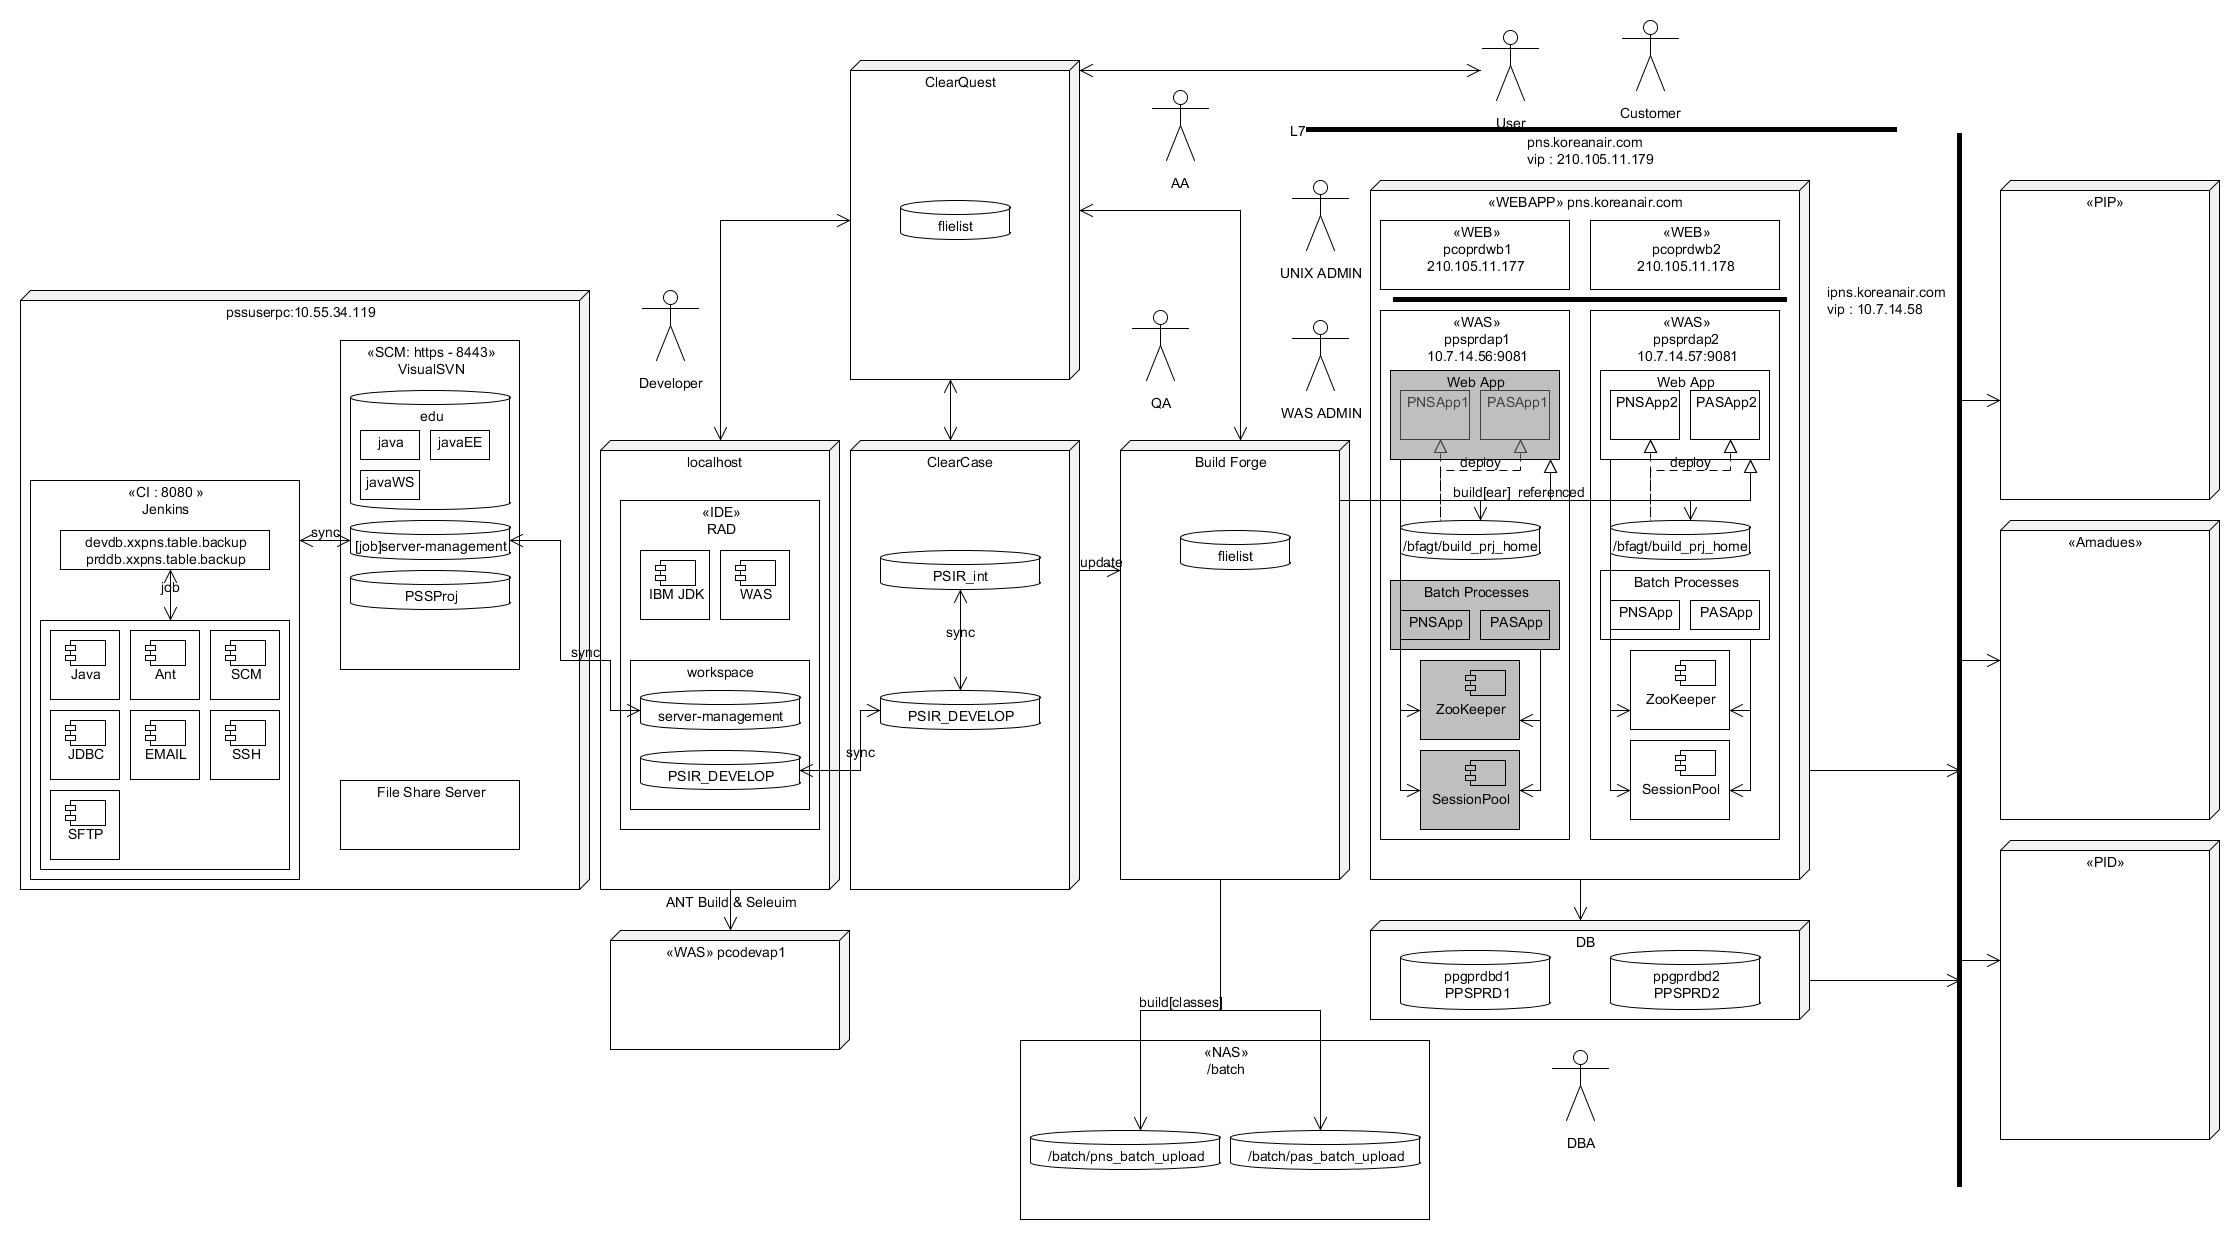 ClearQuest
flielist
User
Customer
AA
L7
pns.koreanair.com
vip : 210.105.11.179
UNIX ADMIN
«WEBAPP» pns.koreanair.com
«WEB»
pcoprdwb1
210.105.11.177
«WEB»
pcoprdwb2
210.105.11.178
ipns.koreanair.com
vip : 10.7.14.58
«PIP»
pssuserpc:10.55.34.119
«SCM: https - 8443»
VisualSVN
edu
java
javaEE
javaWS
[job]server-management
PSSProj
sync
«CI : 8080 »
Jenkins
devdb.xxpns.table.backup
prddb.xxpns.table.backup
job
Java
Ant
SCM
JDBC
EMAIL
SSH
SFTP
File Share Server
Developer
sync
localhost
«IDE»
RAD
IBM JDK
WAS
workspace
server-management
PSIR_DEVELOP
sync
ANT Build & Seleuim
«WAS» pcodevap1
ClearCase
PSIR_int
sync
PSIR_DEVELOP
update
QA
WAS ADMIN
Build Forge
flielist
build[ear]
referenced
build[classes]
«WAS»
ppsprdap1
10.7.14.56:9081
Web App
PNSApp1
PASApp1
deploy
/bfagt/build_prj_home
Batch Processes
PNSApp
PASApp
ZooKeeper
SessionPool
«WAS»
ppsprdap2
10.7.14.57:9081
Web App
PNSApp2
PASApp2
deploy
/bfagt/build_prj_home
Batch Processes
PNSApp
PASApp
ZooKeeper
SessionPool
«Amadues»
«PID»
DB
ppgprdbd1
PPSPRD1
ppgprdbd2
PPSPRD2
DBA
«NAS»
/batch
/batch/pns_batch_upload
/batch/pas_batch_upload